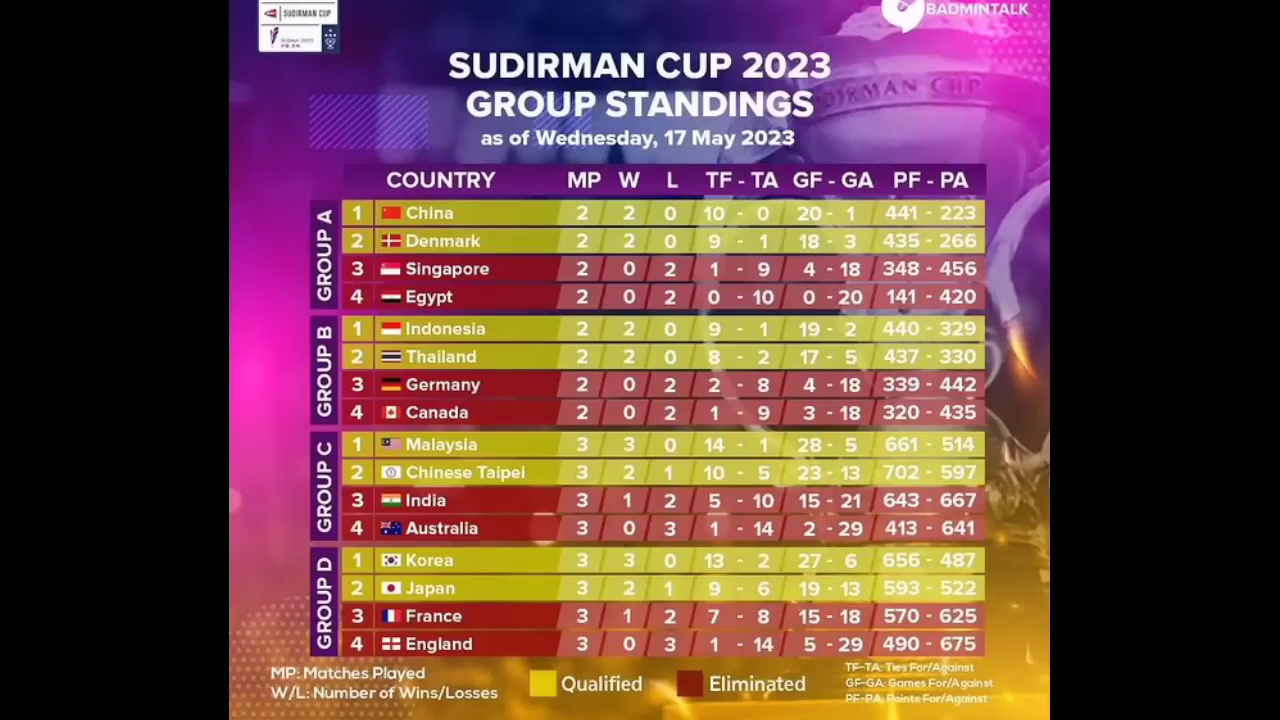 SUDIRMAN CUP
BADMINTALK
SUDIRMAN CUP 2023
GROUP STANDINGS
as of Wednesday, 17 May 2023
COUNTRY MP W L TF - TA GF - GA PF - PA
GROUP A
1 China 2 2 0 10 - 0 20 - 1 441 - 223
2 Denmark 2 2 0 9 - 1 18 - 3 435 - 266
3 Singapore 2 0 2 1 - 9 4 - 18 348 - 456
4 Egypt 2 0 2 0 - 10 0 - 20 141 - 420
GROUP B
1 Indonesia 2 2 0 9 - 1 19 - 2 440 - 329
2 Thailand 2 2 0 8 - 2 17 - 5 437 - 330
3 Germany 2 0 2 2 - 8 4 - 18 339 - 442
4 Canada 2 0 2 1 - 9 3 - 18 320 - 435
GROUP C
1 Malaysia 3 3 0 14 - 1 28 - 5 661 - 514
2 Chinese Taipei 3 2 1 10 - 5 23 - 13 702 - 597
3 India 3 1 2 5 - 10 15 - 21 643 - 667
4 Australia 3 0 3 1 - 14 2 - 29 413 - 641
GROUP D
1 Korea 3 3 0 13 - 2 27 - 6 656 - 487
2 Japan 3 2 1 9 - 6 19 - 13 593 - 522
3 France 3 1 2 7 - 8 15 - 18 570 - 625
4 England 3 0 3 1 - 14 5 - 29 490 - 675
MP: Matches Played
W/L: Number of Wins/Losses
Qualified
Eliminated
TF-TA: Ties For/Against
GF-GA: Games For/Against
PF-PA: Points For/Against